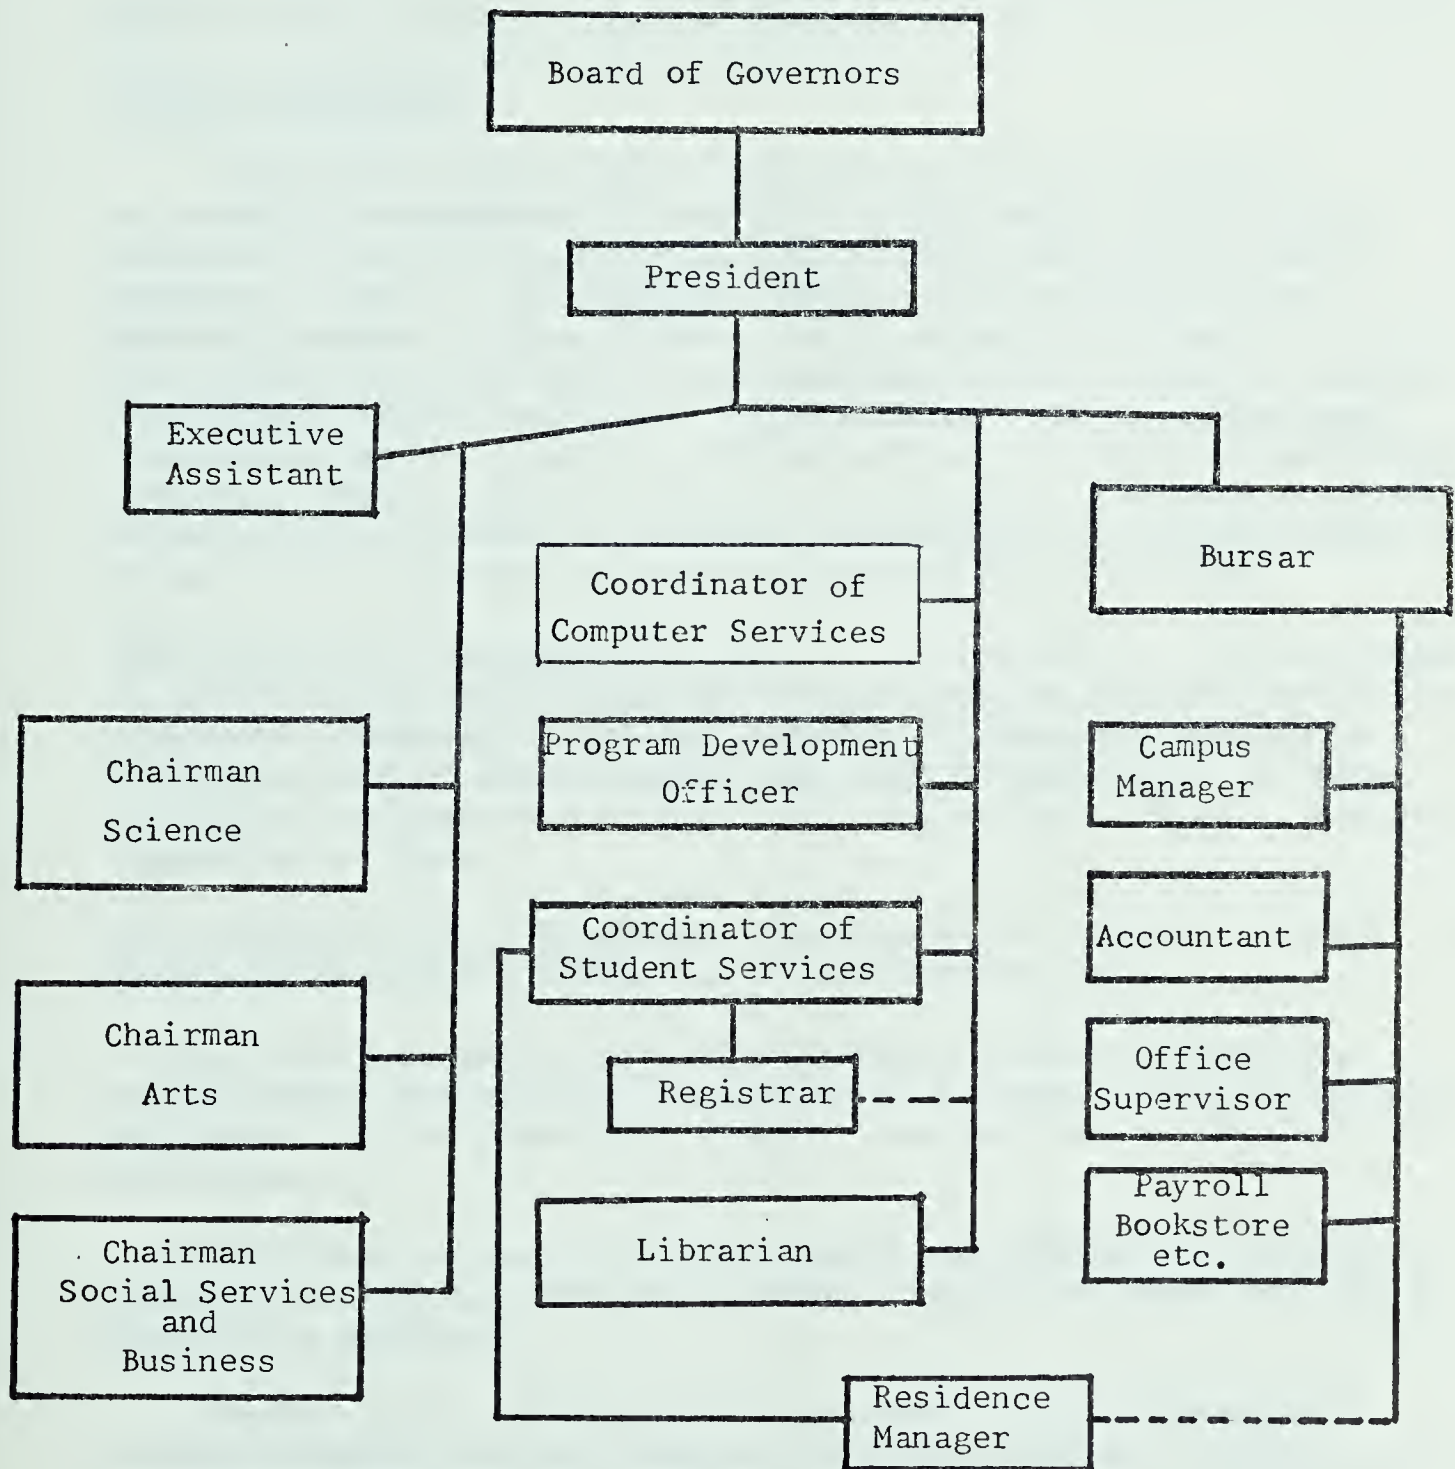 Board of Governors
President
Executive
Assistant
Bursar
Coordinator of
Computer Services
Chairman
Science
Program Development
Officer
Campus
Manager
Coordinator of
Student Services
Accountant
Chairman
Arts
Registrar
Office
Supervisor
Chairman
Social Services
and
Business
Librarian
Payroll
Bookstore
etc.
Residence
Manager